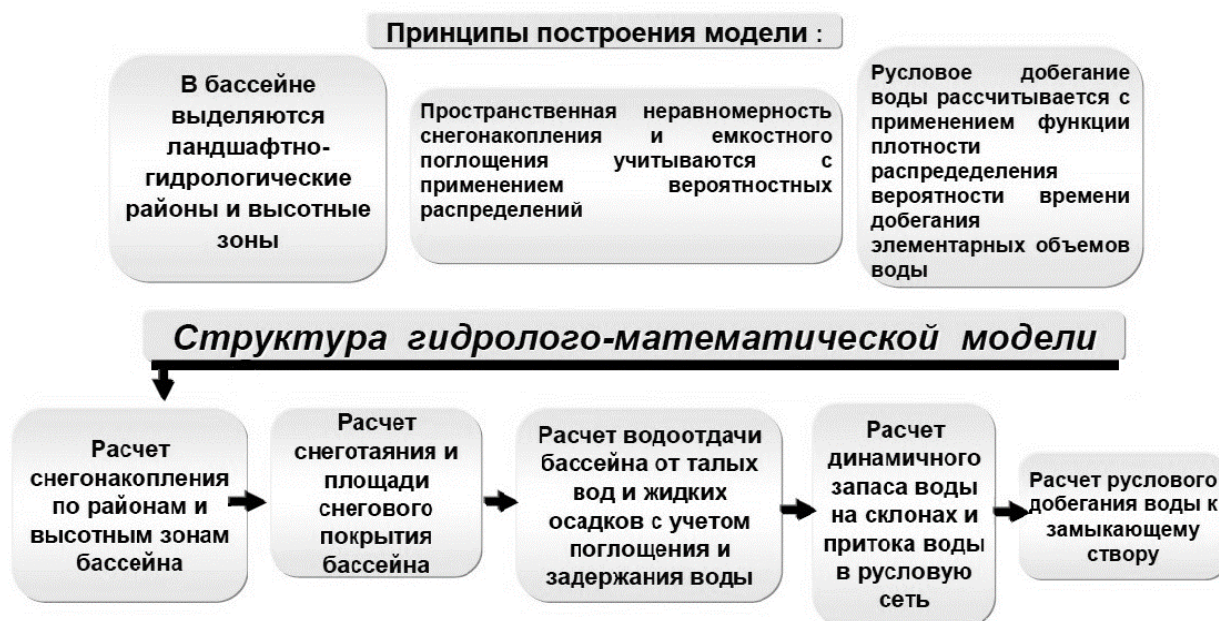 Принципы построения модели :
В бассейне
выделяются
ландшафтно-
гидрологические
районы и высотные
зоны
Пространственная неравномерность
снегонакопления и емкостного
поглощения учитываются с
применением вероятностных
распределений
Русловое добегание
воды рассчитывается с
применением функции
плотности
распредеделения
вероятности времени
добегания
элементарных объемов
воды
Структура гидролого-математической модели
Расчет
снегонакопления
по районам и
высотным зонам
бассейна
Расчет
снеготаяния и
площади
снегового
покрытия
бассейна
Расчет водоотдачи
бассейна от талых
вод и жидких
осадков с учетом
поглощения и
задержания воды
Расчет
динамичного
запаса воды
на склонах и
притока воды
в русловую
сеть
Расчет руслового
добегания воды к
замыкающему
створу